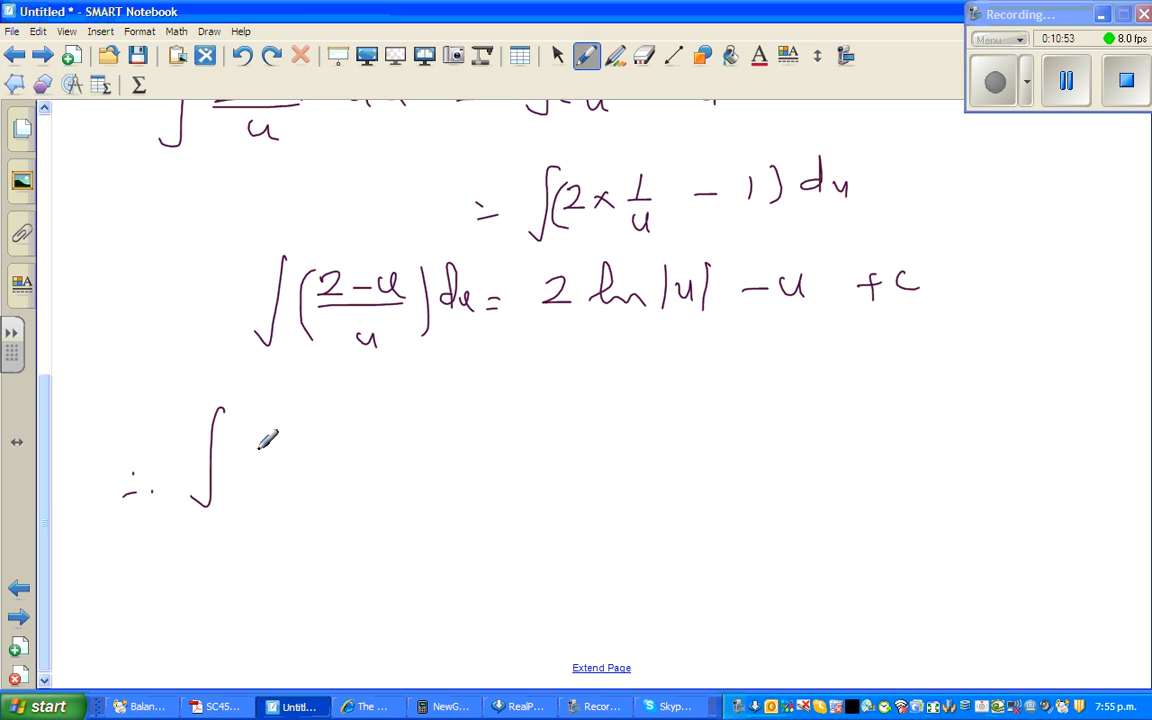 Untitled * - SMART Notebook
Recording...
File Edit View Insert Format Math Draw Help
Menu 0:10:53 8.0 fps
∫ u
= ∫(2 × 1/u - 1) du
∫((2-u)/u) du = 2 ln |u| - u + c
∴ ∫
Extend Page
start Balan... SC45... Untitl... The ... NewG... RealP... Recor... Skyp... 7:55 p.m.